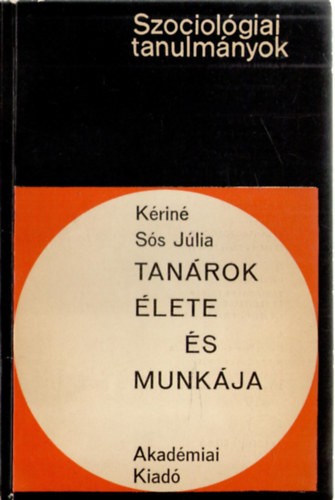 Szociológiai
tanulmányok
Kériné
Sós Júlia
TANÁROK
ÉLETE
ÉS
MUNKÁJA
Akadémiai
Kiadó